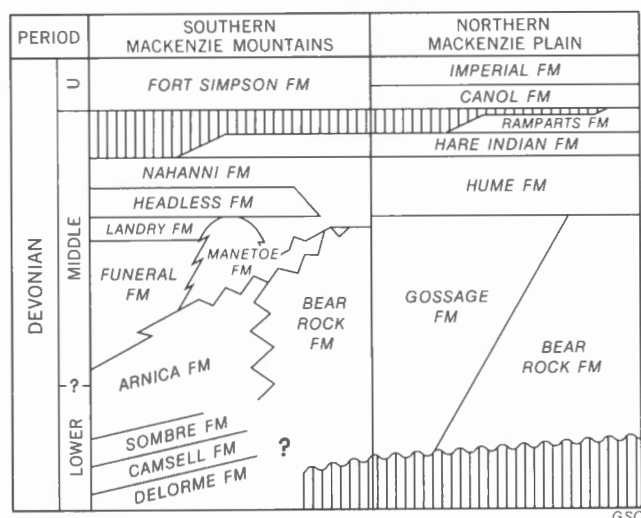 PERIOD
SOUTHERN
MACKENZIE MOUNTAINS
NORTHERN
MACKENZIE PLAIN
DEVONIAN
U
MIDDLE
?
LOWER
FORT SIMPSON FM
NAHANNI FM
HEADLESS FM
LANDRY FM
MANETOE
FM
FUNERAL
FM
BEAR
ROCK
FM
ARNICA FM
SOMBRE FM
CAMSELL FM
DELORME FM
?
IMPERIAL FM
CANOL FM
RAMPARTS FM
HARE INDIAN FM
HUME FM
GOSSAGE
FM
BEAR
ROCK FM
GSC